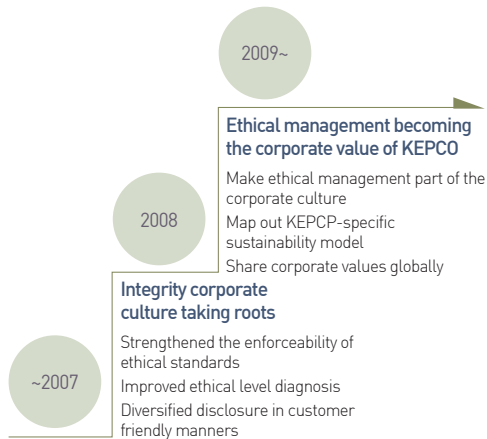 2009~
Ethical management becoming
the corporate value of KEPCO
Make ethical management part of the
corporate culture
Map out KEPCP-specific
sustainability model
Share corporate values globally
2008
Integrity corporate
culture taking roots
Strengthened the enforceability of
ethical standards
Improved ethical level diagnosis
Diversified disclosure in customer
friendly manners
~2007